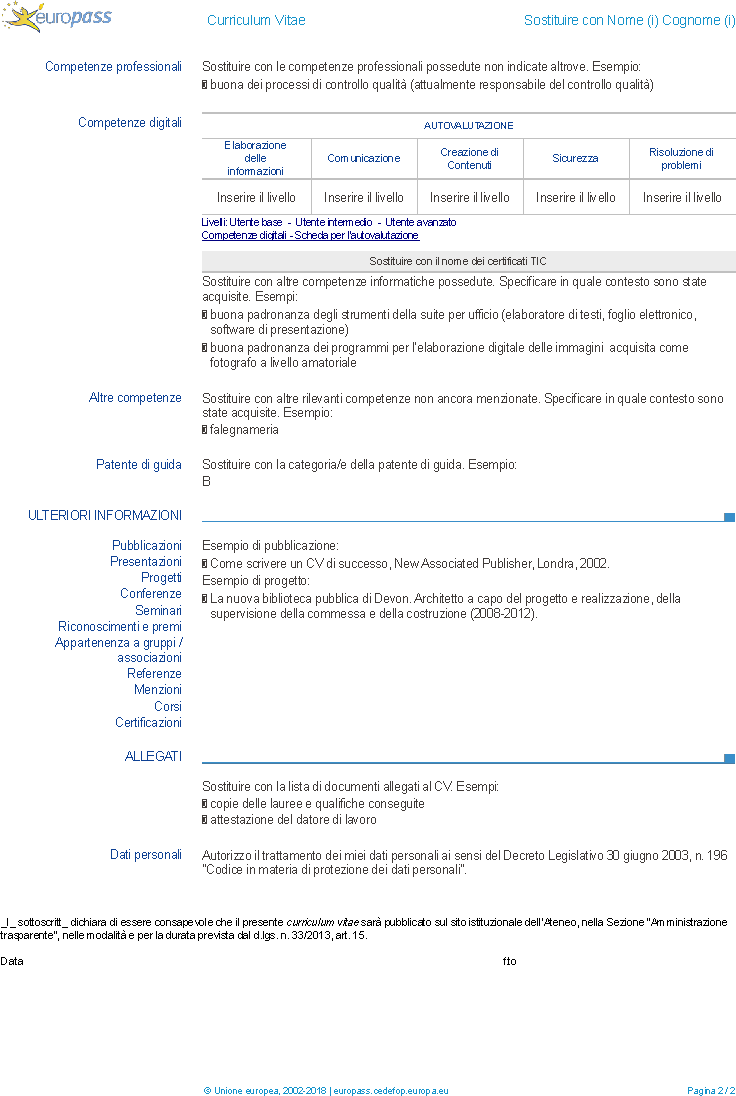 europass
Curriculum Vitae
Sostituire con Nome (i) Cognome (i)
Competenze professionali
Sostituire con le competenze professionali possedute non indicate altrove. Esempio:
buona dei processi di controllo qualità (attualmente responsabile del controllo qualità)
Competenze digitali
AUTOVALUTAZIONE
Elaborazione
delle
informazioni
Comunicazione
Creazione di
Contenuti
Sicurezza
Risoluzione di
problemi
Inserire il livello
Inserire il livello
Inserire il livello
Inserire il livello
Inserire il livello
Livelli: Utente base - Utente intermedio - Utente avanzato
Competenze digitali - Scheda per l'autovalutazione
Sostituire con il nome dei certificati TIC
Sostituire con altre competenze informatiche possedute. Specificare in quale contesto sono state
acquisite. Esempi:
buona padronanza degli strumenti della suite per ufficio (elaboratore di testi, foglio elettronico,
software di presentazione)
buona padronanza dei programmi per l'elaborazione digitale delle immagini acquisita come
fotografo a livello amatoriale
Altre competenze
Sostituire con altre rilevanti competenze non ancora menzionate. Specificare in quale contesto sono
state acquisite. Esempio:
falegnameria
Patente di guida
Sostituire con la categoria/e della patente di guida. Esempio:
B
ULTERIORI INFORMAZIONI
Pubblicazioni
Presentazioni
Progetti
Conferenze
Seminari
Riconoscimenti e premi
Appartenenza a gruppi /
associazioni
Referenze
Menzioni
Corsi
Certificazioni
Esempio di pubblicazione:
Come scrivere un CV di successo, New Associated Publisher, Londra, 2002.
Esempio di progetto:
La nuova biblioteca pubblica di Devon. Architetto a capo del progetto e realizzazione, della
supervisione della commessa e della costruzione (2008-2012).
ALLEGATI
Sostituire con la lista di documenti allegati al CV. Esempi:
copie delle lauree e qualifiche conseguite
attestazione del datore di lavoro
Dati personali
Autorizzo il trattamento dei miei dati personali ai sensi del Decreto Legislativo 30 giugno 2003, n. 196
"Codice in materia di protezione dei dati personali".
_l_ sottoscritt_ dichiara di essere consapevole che il presente curriculum vitae sarà pubblicato sul sito istituzionale dell'Ateneo, nella Sezione "Amministrazione
trasparente", nelle modalità e per la durata prevista dal d.lgs. n. 33/2013, art. 15.
Data
f.to
© Unione europea, 2002-2018 | europass.cedefop.europa.eu
Pagina 2 / 2